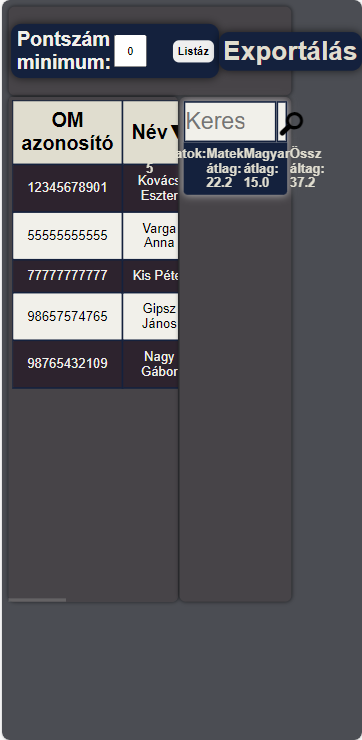 Pontszám
minimum:
0
Listáz
Exportálás
OM
azonosító
Név▼
12345678901
Kovács
Eszter
55555555555
Varga
Anna
77777777777
Kis Péte
98657574765
Gipsz
János
98765432109
Nagy
Gábor
Keres
atok:
5
Matek
átlag:
22.2
Magyar
átlag:
15.0
Össz
áltag:
37.2